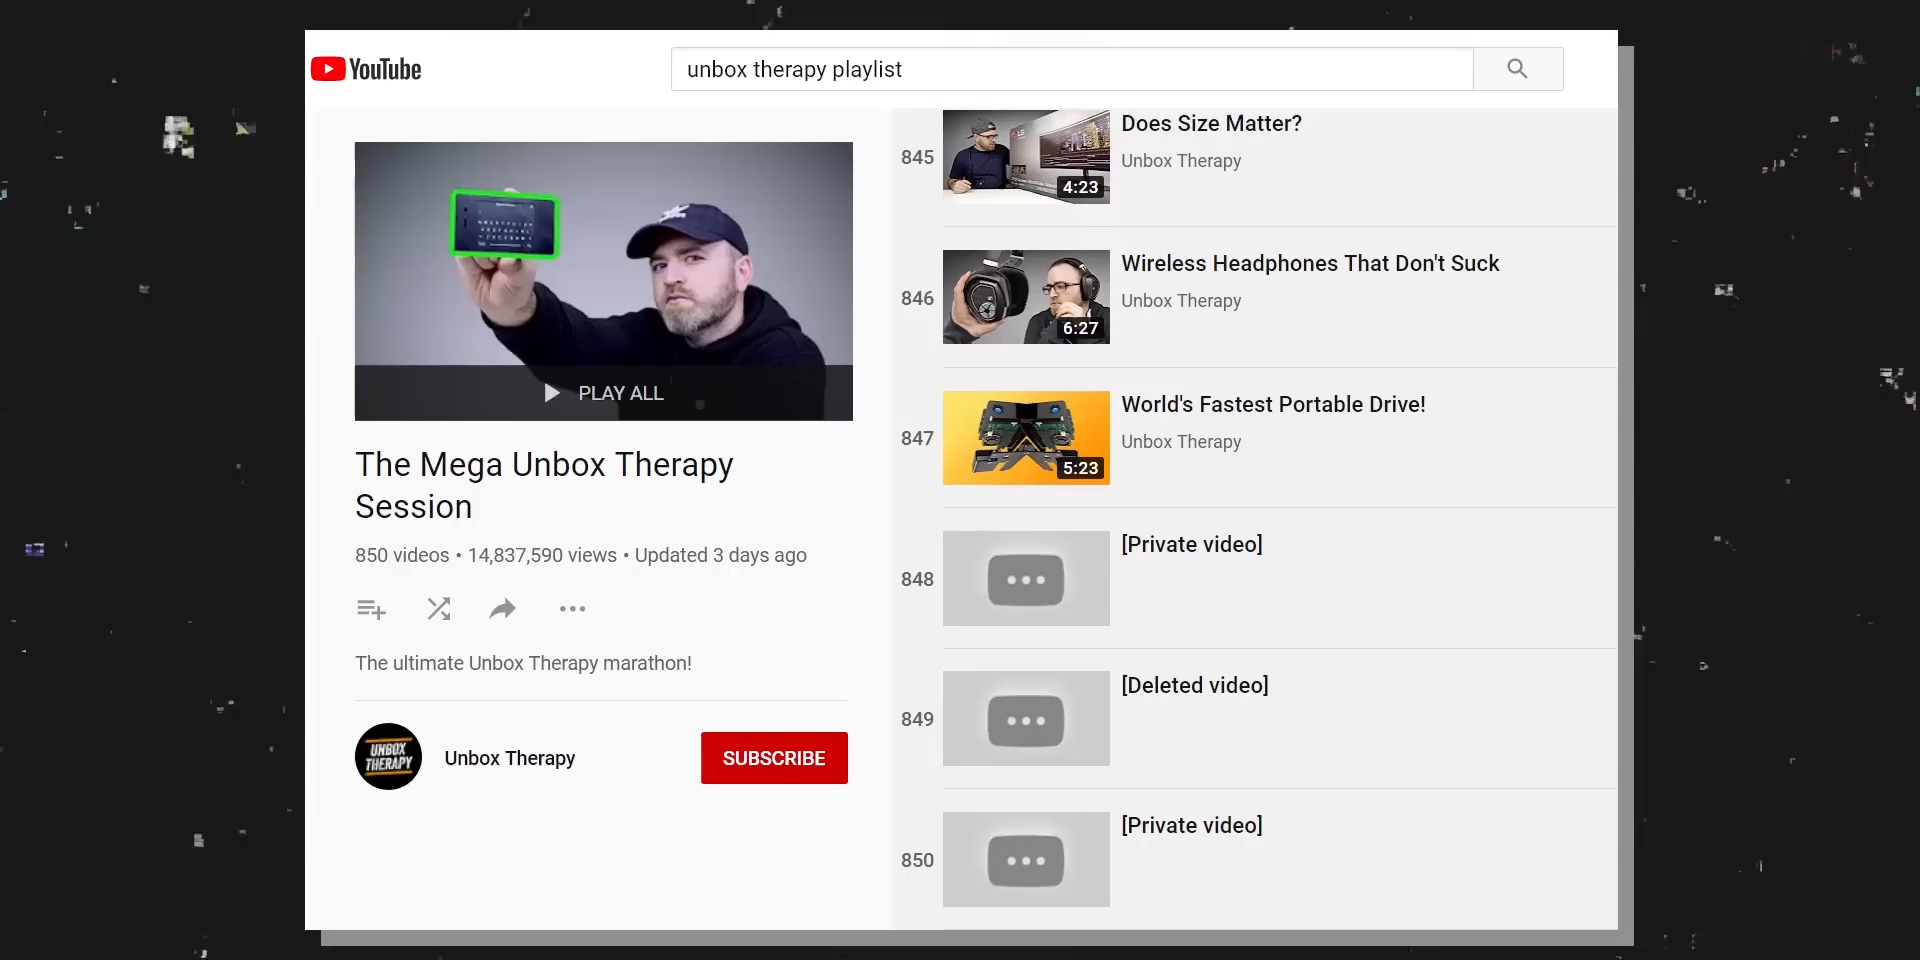 YouTube
unbox therapy playlist
PLAY ALL
The Mega Unbox Therapy
Session
850 videos • 14,837,590 views • Updated 3 days ago
The ultimate Unbox Therapy marathon!
UNBOX
THERAPY
Unbox Therapy
SUBSCRIBE
845
LG
4:23
Does Size Matter?
Unbox Therapy
846
6:27
Wireless Headphones That Don't Suck
Unbox Therapy
847
5:23
World's Fastest Portable Drive!
Unbox Therapy
848
[Private video]
849
[Deleted video]
850
[Private video]